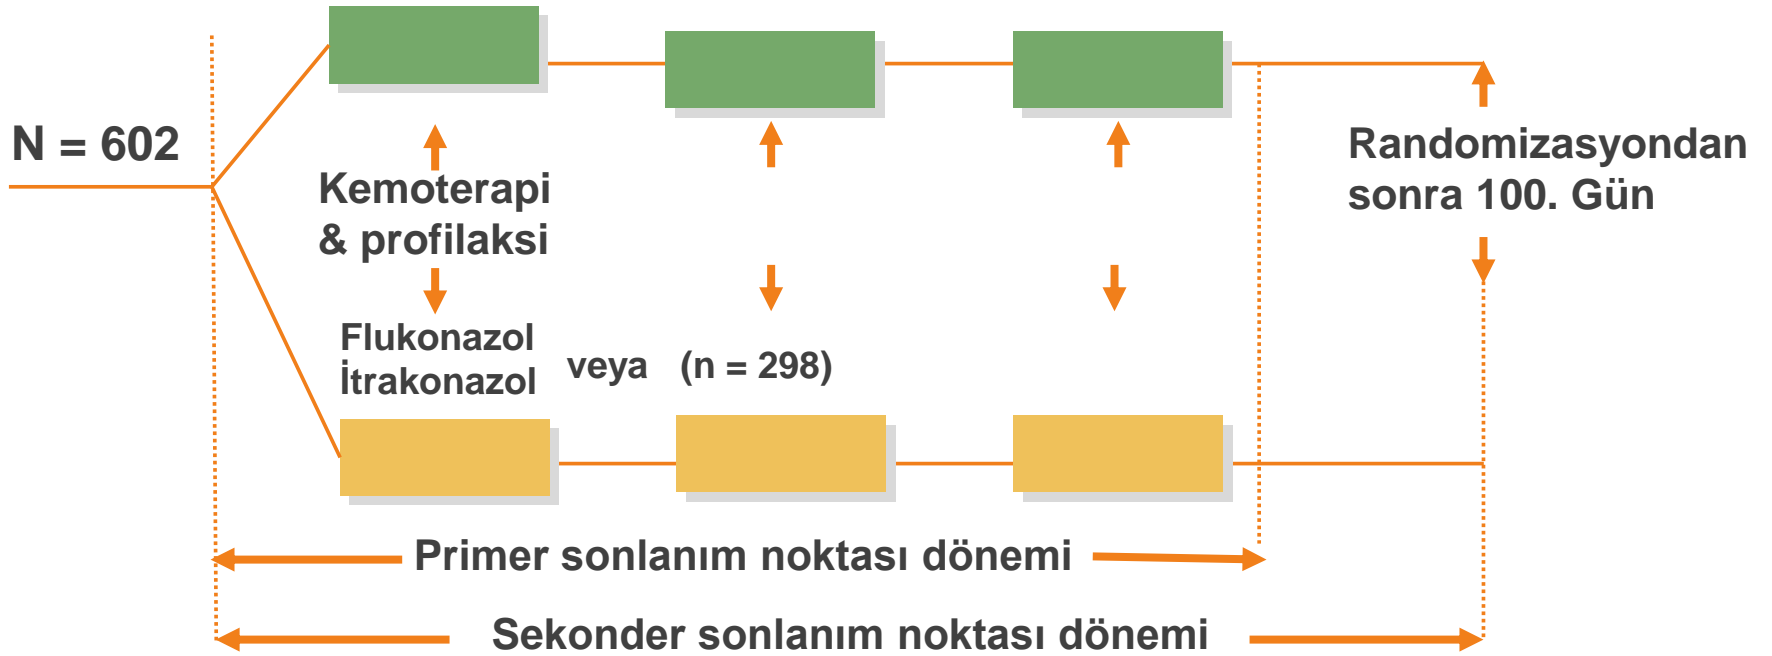 N = 602
Kemoterapi
& profilaksi
Randomizasyondan
sonra 100. Gün
Flukonazol
İtrakonazol
veya (n = 298)
Primer sonlanım noktası dönemi
Sekonder sonlanım noktası dönemi